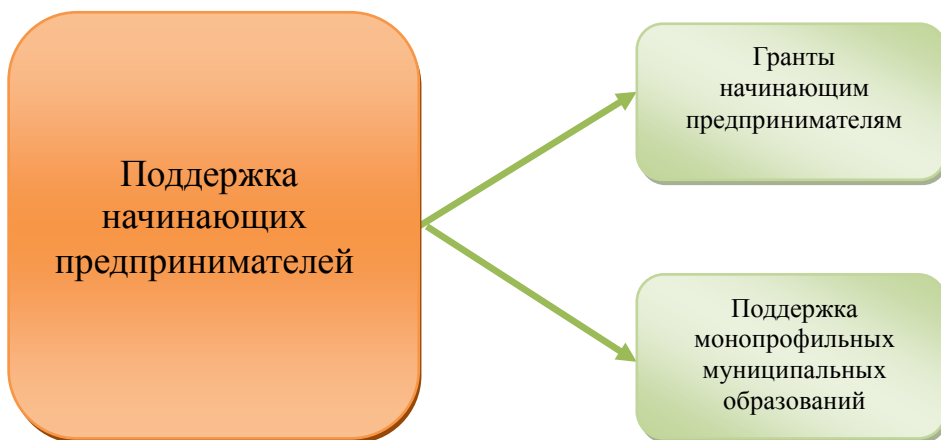 Поддержка
начинающих
предпринимателей
Гранты
начинающим
предпринимателям
Поддержка
монопрофильных
муниципальных
образований